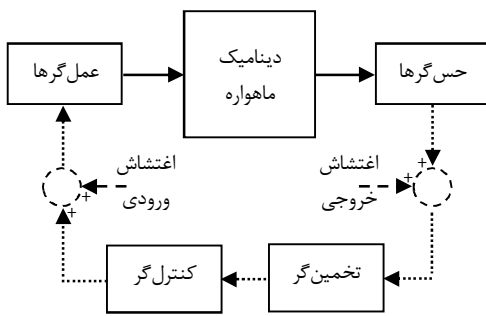 عمل‌گرها
دینامیک
ماهواره
حس‌گرها
اغتشاش
ورودی
+
+
اغتشاش
خروجی
+
+
کنترل‌گر
تخمین‌گر